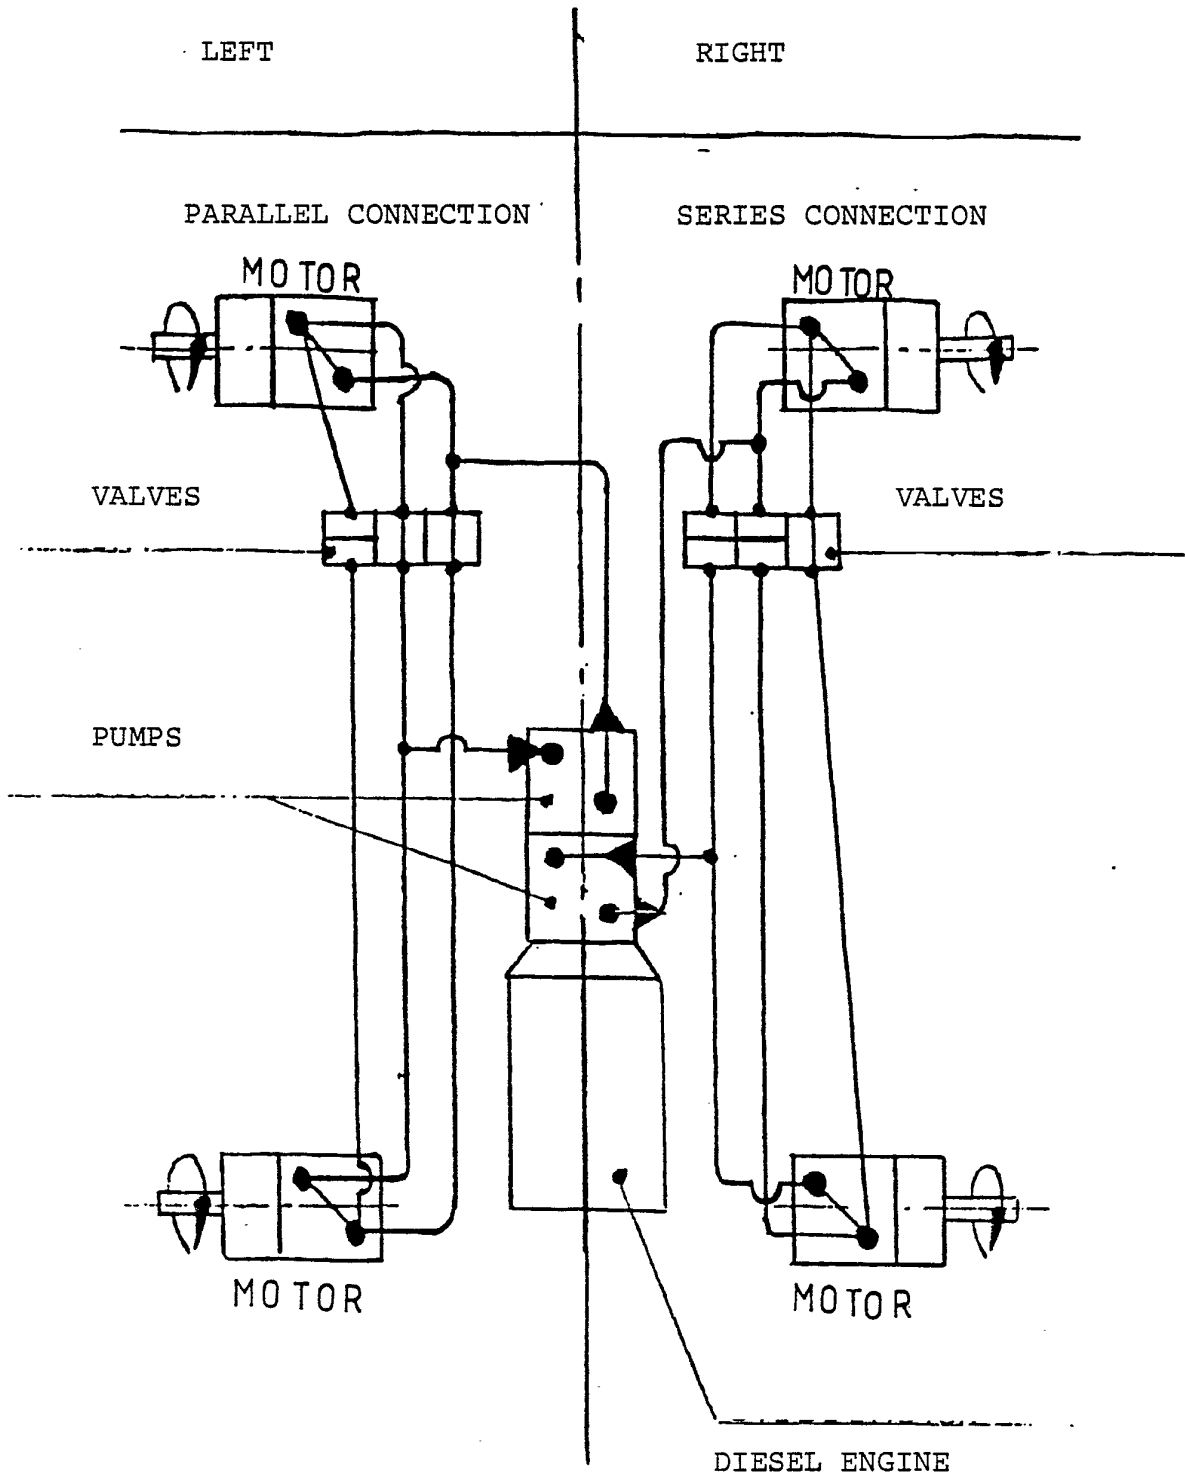 LEFT RIGHT
PARALLEL CONNECTION SERIES CONNECTION
MOTOR MOTOR
VALVES VALVES
PUMPS
MOTOR MOTOR
DIESEL ENGINE